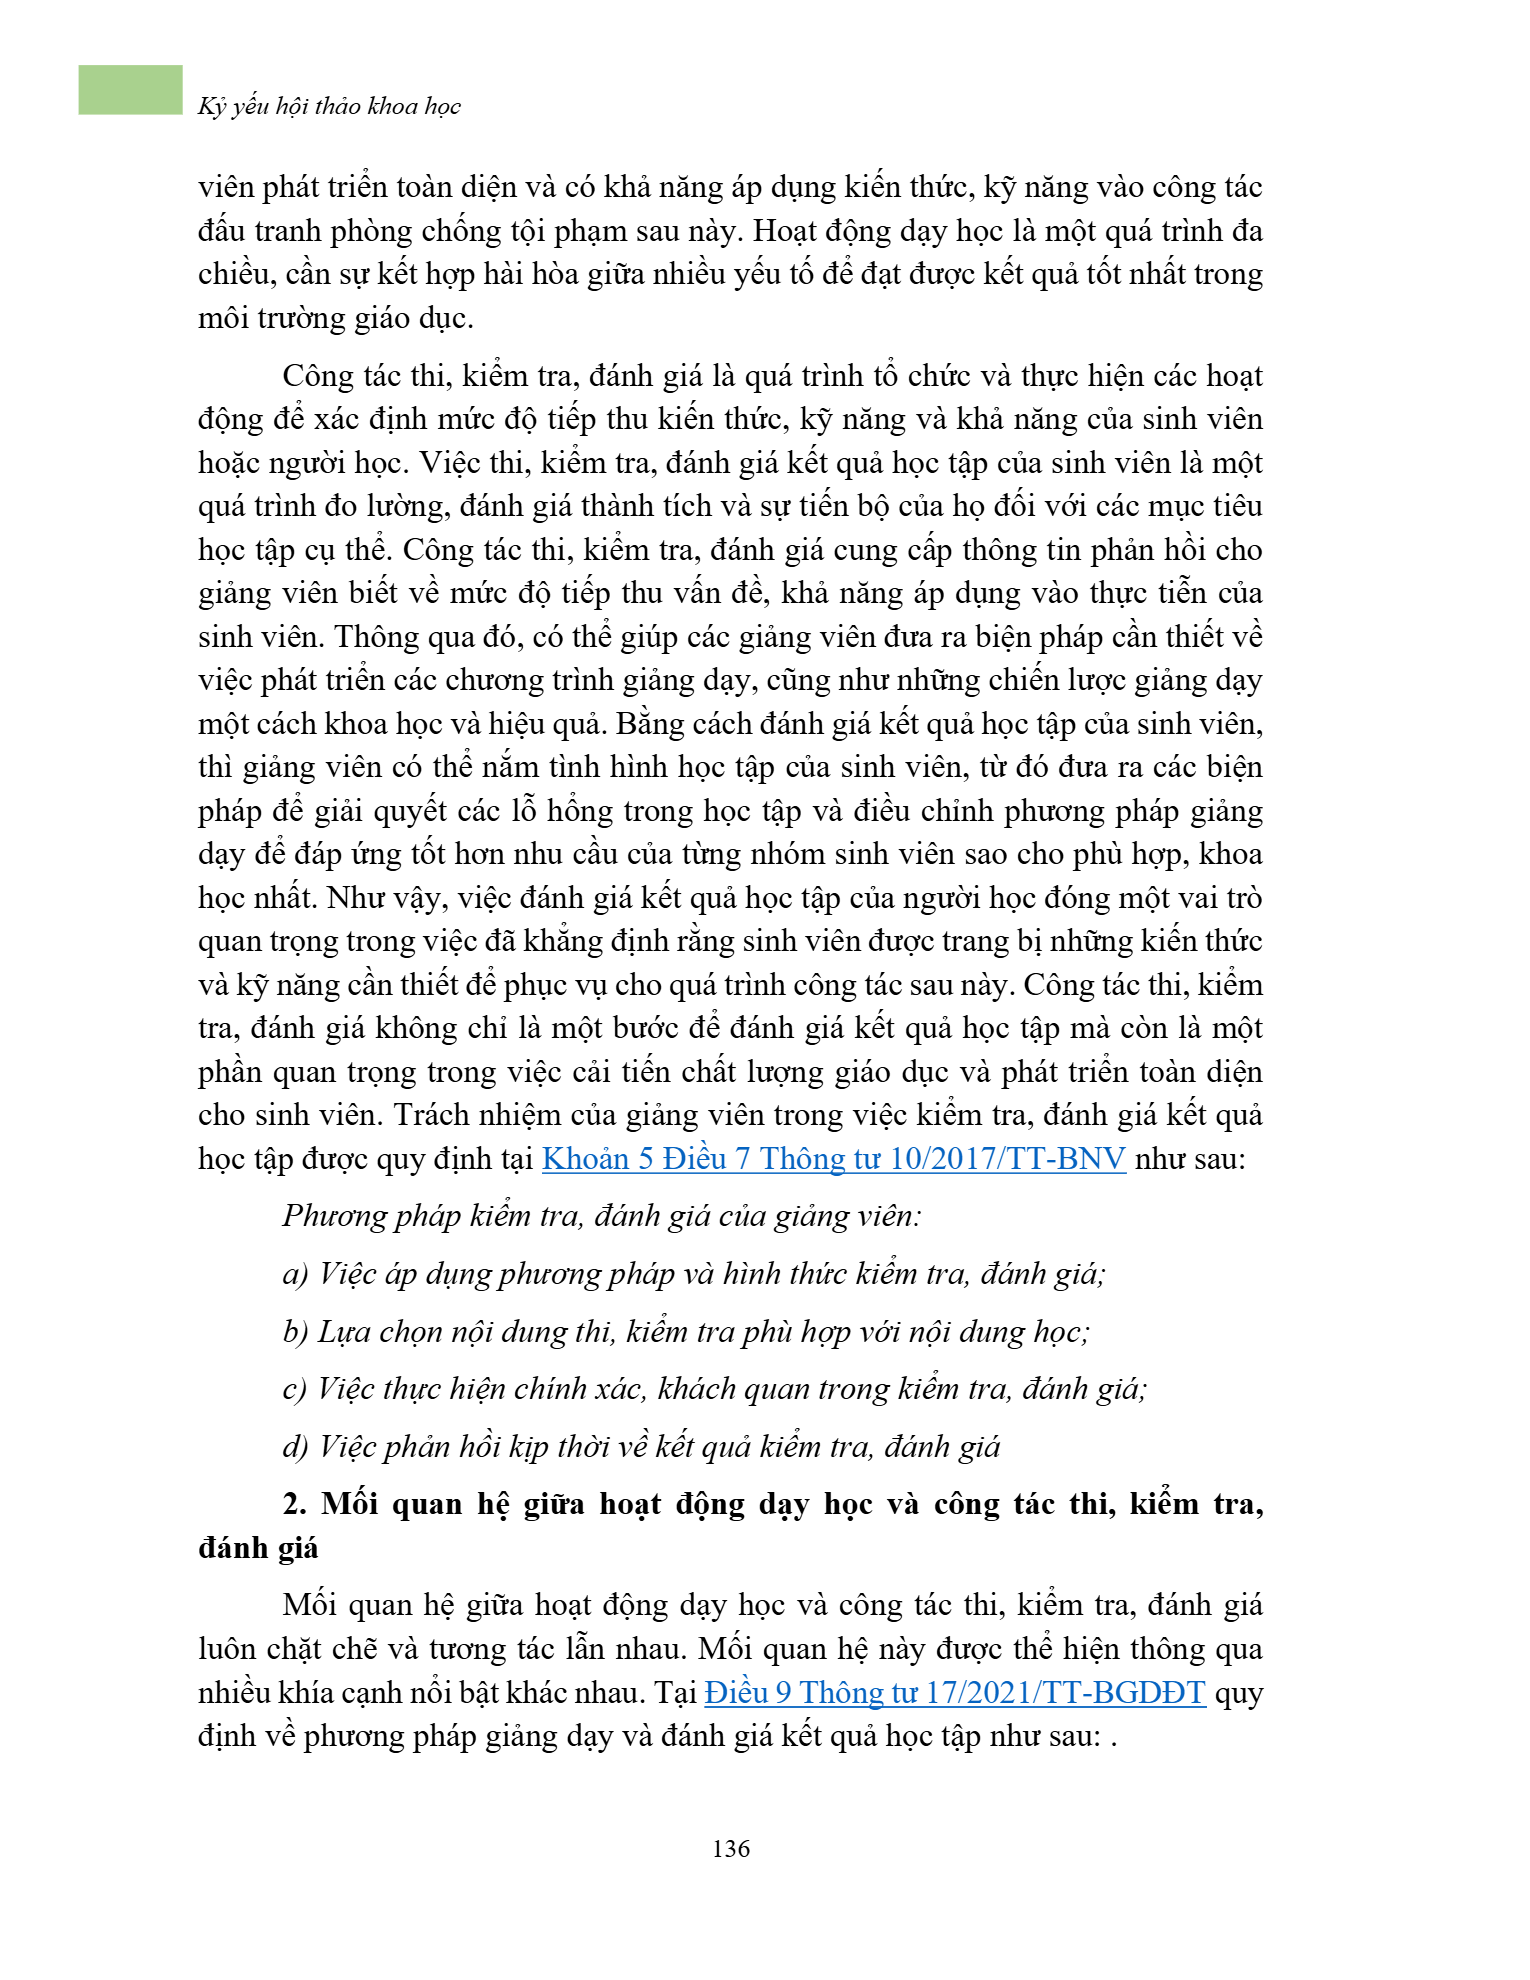 Kỷ yếu hội thảo khoa học
viên phát triển toàn diện và có khả năng áp dụng kiến thức, kỹ năng vào công tác
đấu tranh phòng chống tội phạm sau này. Hoạt động dạy học là một quá trình đa
chiều, cần sự kết hợp hài hòa giữa nhiều yếu tố để đạt được kết quả tốt nhất trong
môi trường giáo dục.
Công tác thi, kiểm tra, đánh giá là quá trình tổ chức và thực hiện các hoạt
động để xác định mức độ tiếp thu kiến thức, kỹ năng và khả năng của sinh viên
hoặc người học. Việc thi, kiểm tra, đánh giá kết quả học tập của sinh viên là một
quá trình đo lường, đánh giá thành tích và sự tiến bộ của họ đối với các mục tiêu
học tập cụ thể. Công tác thi, kiểm tra, đánh giá cung cấp thông tin phản hồi cho
giảng viên biết về mức độ tiếp thu vấn đề, khả năng áp dụng vào thực tiễn của
sinh viên. Thông qua đó, có thể giúp các giảng viên đưa ra biện pháp cần thiết về
việc phát triển các chương trình giảng dạy, cũng như những chiến lược giảng dạy
một cách khoa học và hiệu quả. Bằng cách đánh giá kết quả học tập của sinh viên,
thì giảng viên có thể nắm tình hình học tập của sinh viên, từ đó đưa ra các biện
pháp để giải quyết các lỗ hổng trong học tập và điều chỉnh phương pháp giảng
dạy để đáp ứng tốt hơn nhu cầu của từng nhóm sinh viên sao cho phù hợp, khoa
học nhất. Như vậy, việc đánh giá kết quả học tập của người học đóng một vai trò
quan trọng trong việc đã khẳng định rằng sinh viên được trang bị những kiến thức
và kỹ năng cần thiết để phục vụ cho quá trình công tác sau này. Công tác thi, kiểm
tra, đánh giá không chỉ là một bước để đánh giá kết quả học tập mà còn là một
phần quan trọng trong việc cải tiến chất lượng giáo dục và phát triển toàn diện
cho sinh viên. Trách nhiệm của giảng viên trong việc kiểm tra, đánh giá kết quả
học tập được quy định tại Khoản 5 Điều 7 Thông tư 10/2017/TT-BNV như sau:
Phương pháp kiểm tra, đánh giá của giảng viên:
a) Việc áp dụng phương pháp và hình thức kiểm tra, đánh giá;
b) Lựa chọn nội dung thi, kiểm tra phù hợp với nội dung học;
c) Việc thực hiện chính xác, khách quan trong kiểm tra, đánh giá;
d) Việc phản hồi kịp thời về kết quả kiểm tra, đánh giá
2. Mối quan hệ giữa hoạt động dạy học và công tác thi, kiểm tra,
đánh giá
Mối quan hệ giữa hoạt động dạy học và công tác thi, kiểm tra, đánh giá
luôn chặt chẽ và tương tác lẫn nhau. Mối quan hệ này được thể hiện thông qua
nhiều khía cạnh nổi bật khác nhau. Tại Điều 9 Thông tư 17/2021/TT-BGDĐT quy
định về phương pháp giảng dạy và đánh giá kết quả học tập như sau: .
136